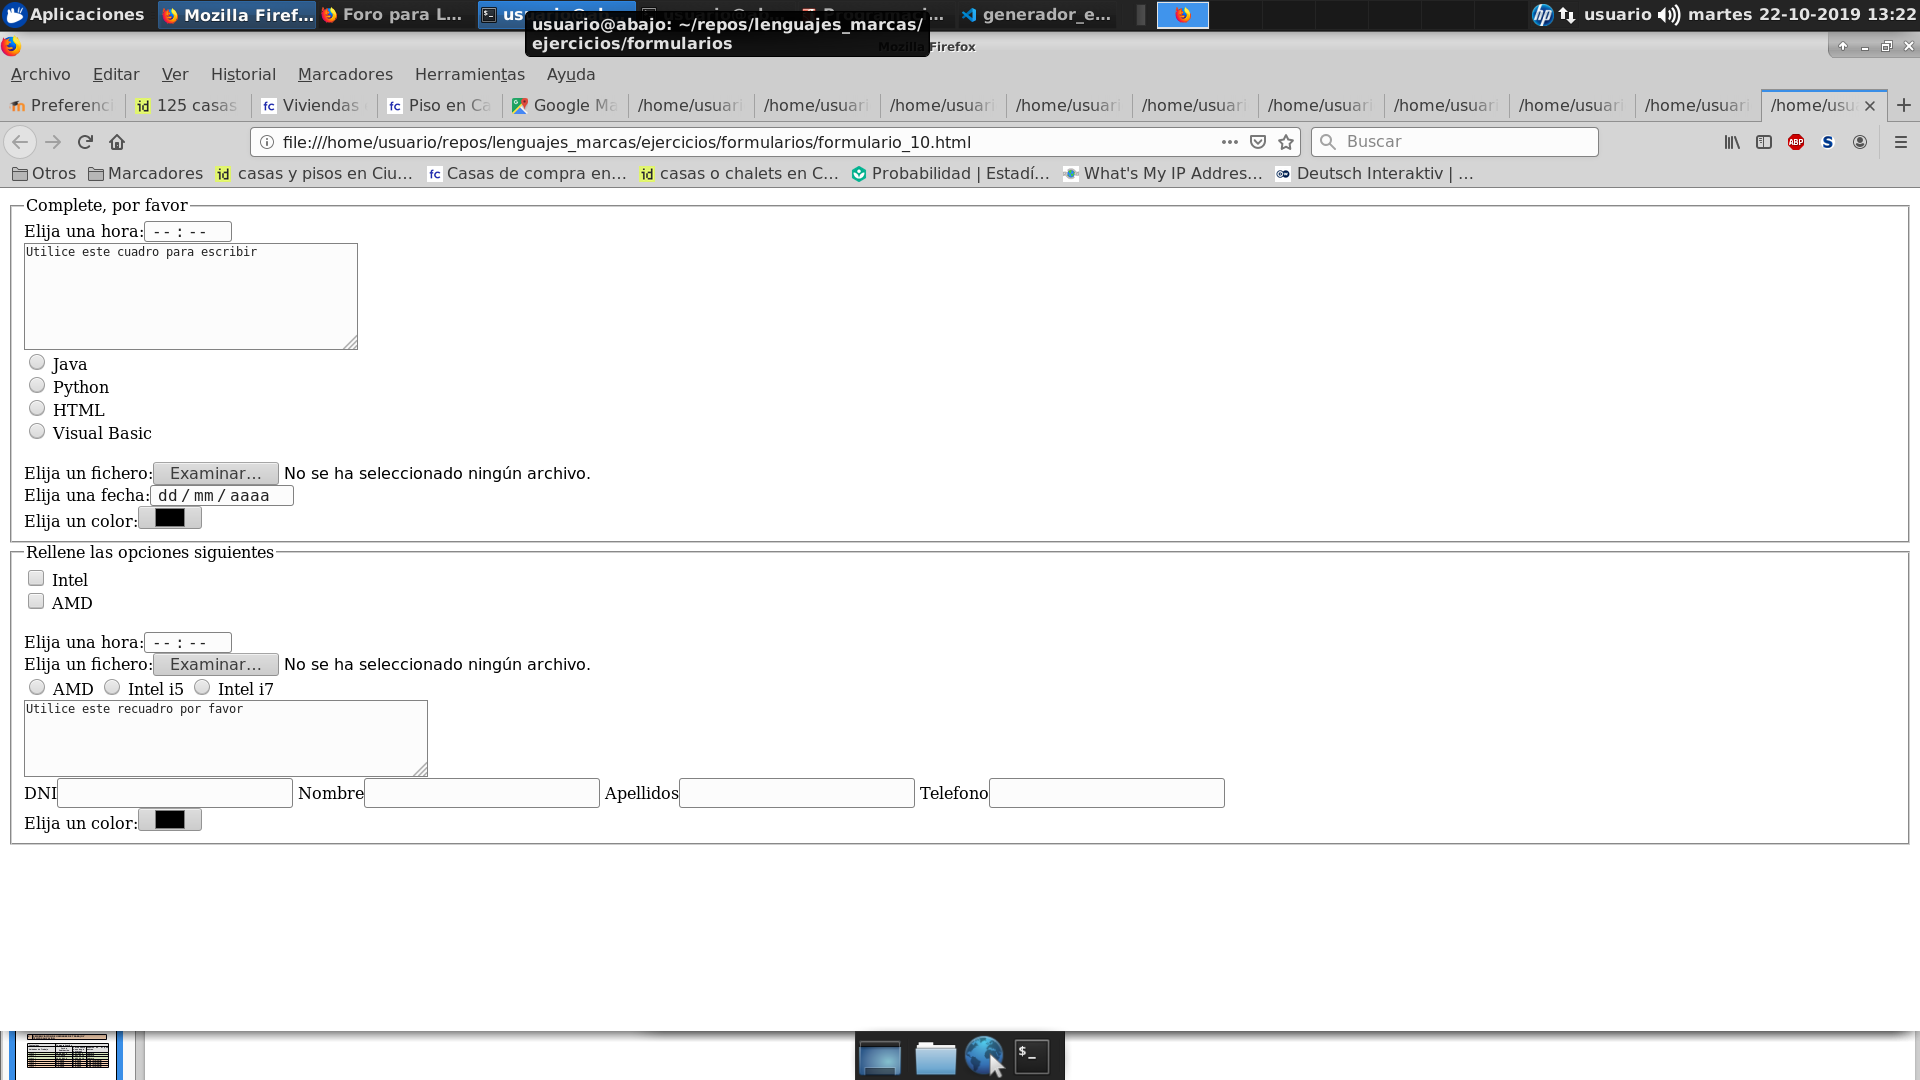 Aplicaciones Mozilla Firef... Foro para L... generador_e... usuario martes 22-10-2019 13:22
usuario@abajo: ~/repos/lenguajes_marcas/
ejercicios/formularios
Archivo Editar Ver Historial Marcadores Herramientas Ayuda
Preferenc 125 casas Viviendas Piso en Ca Google Ma /home/usuari /home/usuari /home/usuari /home/usuari /home/usuari /home/usuari /home/usuari /home/usuari /home/usuari /home/usu
file:///home/usuario/repos/lenguajes_marcas/ejercicios/formularios/formulario_10.html Buscar ABP S
Otros Marcadores id casas y pisos en Ciu... fc Casas de compra en... id casas o chalets en C... Probabilidad | Estadí... What's My IP Addres... Deutsch Interaktiv | ...
Complete, por favor
Elija una hora: -- : --
Utilice este cuadro para escribir
Java
Python
HTML
Visual Basic
Elija un fichero: Examinar... No se ha seleccionado ningún archivo.
Elija una fecha: dd / mm / aaaa
Elija un color:
Rellene las opciones siguientes
Intel
AMD
Elija una hora: -- : --
Elija un fichero: Examinar... No se ha seleccionado ningún archivo.
AMD Intel i5 Intel i7
Utilice este recuadro por favor
DNI Nombre Apellidos Telefono
Elija un color:
$_